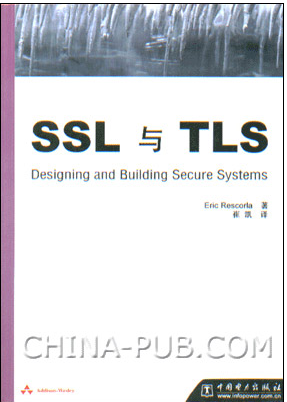 SSL 与 TLS
Designing and Building Secure Systems
Eric Rescorla 著
崔凯 译
CHINA-PUB.COM
Addison-Wesley
中国电力出版社
www.infopower.com.cn